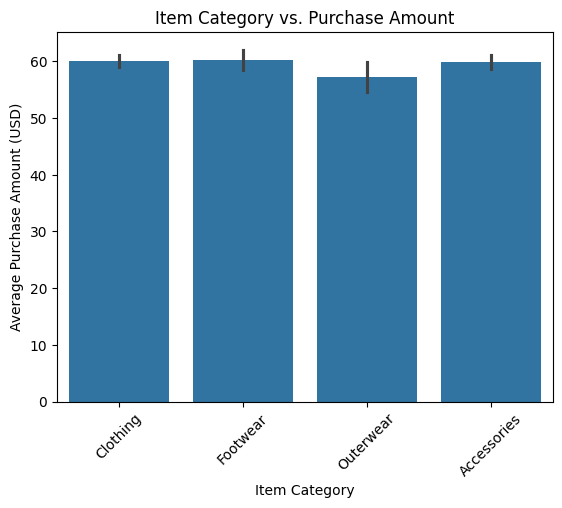 Item Category vs. Purchase Amount
Average Purchase Amount (USD)
60
50
40
30
20
10
0
Clothing
Footwear
Outerwear
Accessories
Item Category